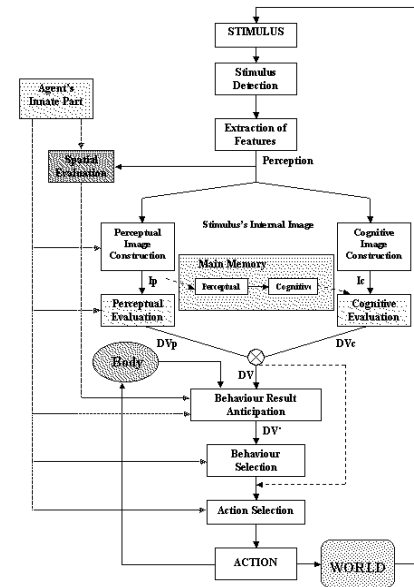 STIMULUS
Stimulus
Detection
Agent's
Innate Part
Extraction of
Features
Perception
Spatial
Evaluation
Perceptual
Image
Construction
Stimulus's Internal Image
Cognitive
Image
Construction
Main Memory
Perceptual
Cognitive
Ip
Ic
Perceptual
Evaluation
Cognitive
Evaluation
DVp
DVc
Body
DV
Behaviour Result
Anticipation
DV'
Behaviour
Selection
Action Selection
ACTION
WORLD